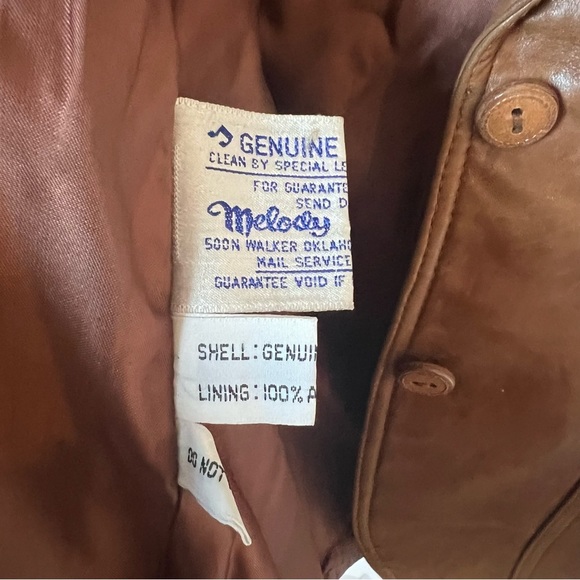 GENUINE
CLEAN BY SPECIAL LE
FOR GUARANTE
SEND D
Melody
500N WALKER OKLAHO
MAIL SERVICE
GUARANTEE VOID IF
SHELL:GENUIN
LINING:100% A
DO NOT